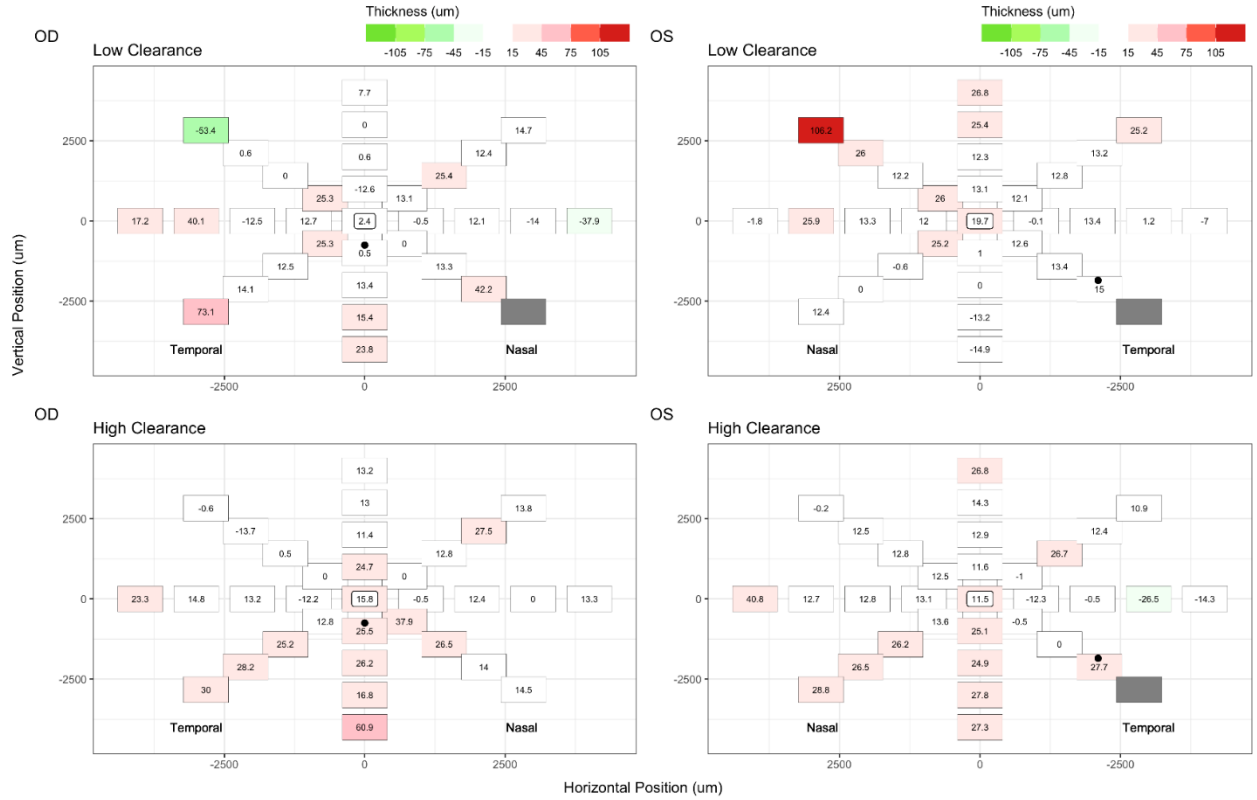 Thickness (um)
-105 -75 -45 -15 15 45 75 105
OD
Low Clearance
7.7
-53.4 0 14.7
0.6 0.6 12.4
0 25.4
-12.6
25.3 13.1
17.2 40.1 -12.5 12.7 2.4 -0.5 12.1 -14 -37.9
25.3 0
0.5
12.5 13.3
14.1 13.4 42.2
73.1
15.4
23.8
Temporal Nasal
2500
0
-2500
-2500 0 2500
Thickness (um)
-105 -75 -45 -15 15 45 75 105
OS
Low Clearance
26.8
106.2 25.4 25.2
26 12.3 13.2
12.2 12.8
13.1
26 12.1
-1.8 25.9 13.3 12 19.7 -0.1 13.4 1.2 -7
25.2 12.6
1
-0.6 13.4
0 0 15
12.4
-13.2
-14.9
Nasal Temporal
2500
0
-2500
2500 0 -2500
OD
High Clearance
13.2
-0.6 13 13.8
-13.7 11.4 27.5
0.5 12.8
24.7
0 0
23.3 14.8 13.2 -12.2 15.8 -0.5 12.4 0 13.3
12.8 37.9
25.5
25.2 26.5
28.2 26.2 14
30 14.5
16.8
60.9
Temporal Nasal
2500
0
-2500
-2500 0 2500
OS
High Clearance
26.8
-0.2 14.3 10.9
12.5 12.9 12.4
12.8 26.7
11.6
12.5 -1
40.8 12.7 12.8 13.1 11.5 -12.3 -0.5 -26.5 -14.3
13.6 -0.5
25.1
26.2 0
26.5 24.9 27.7
28.8
27.8
27.3
Nasal Temporal
2500
0
-2500
2500 0 -2500
Vertical Position (um)
Horizontal Position (um)